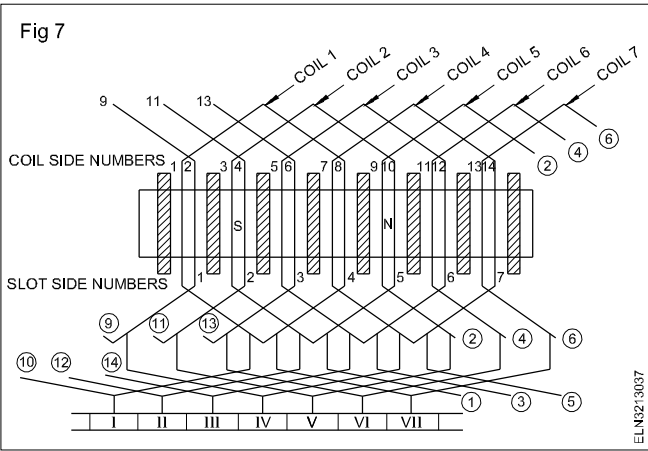 Fig 7
COIL 1 COIL 2 COIL 3 COIL 4 COIL 5 COIL 6 COIL 7
9 11 13
2 4 6
COIL SIDE NUMBERS 1 2 3 4 5 6 7 8 9 10 11 12 13 14
S N
SLOT SIDE NUMBERS 1 2 3 4 5 6 7
9 11 13 2 4 6
10 12 14 1 3 5
I II III IV V VI VII
ELN3213037